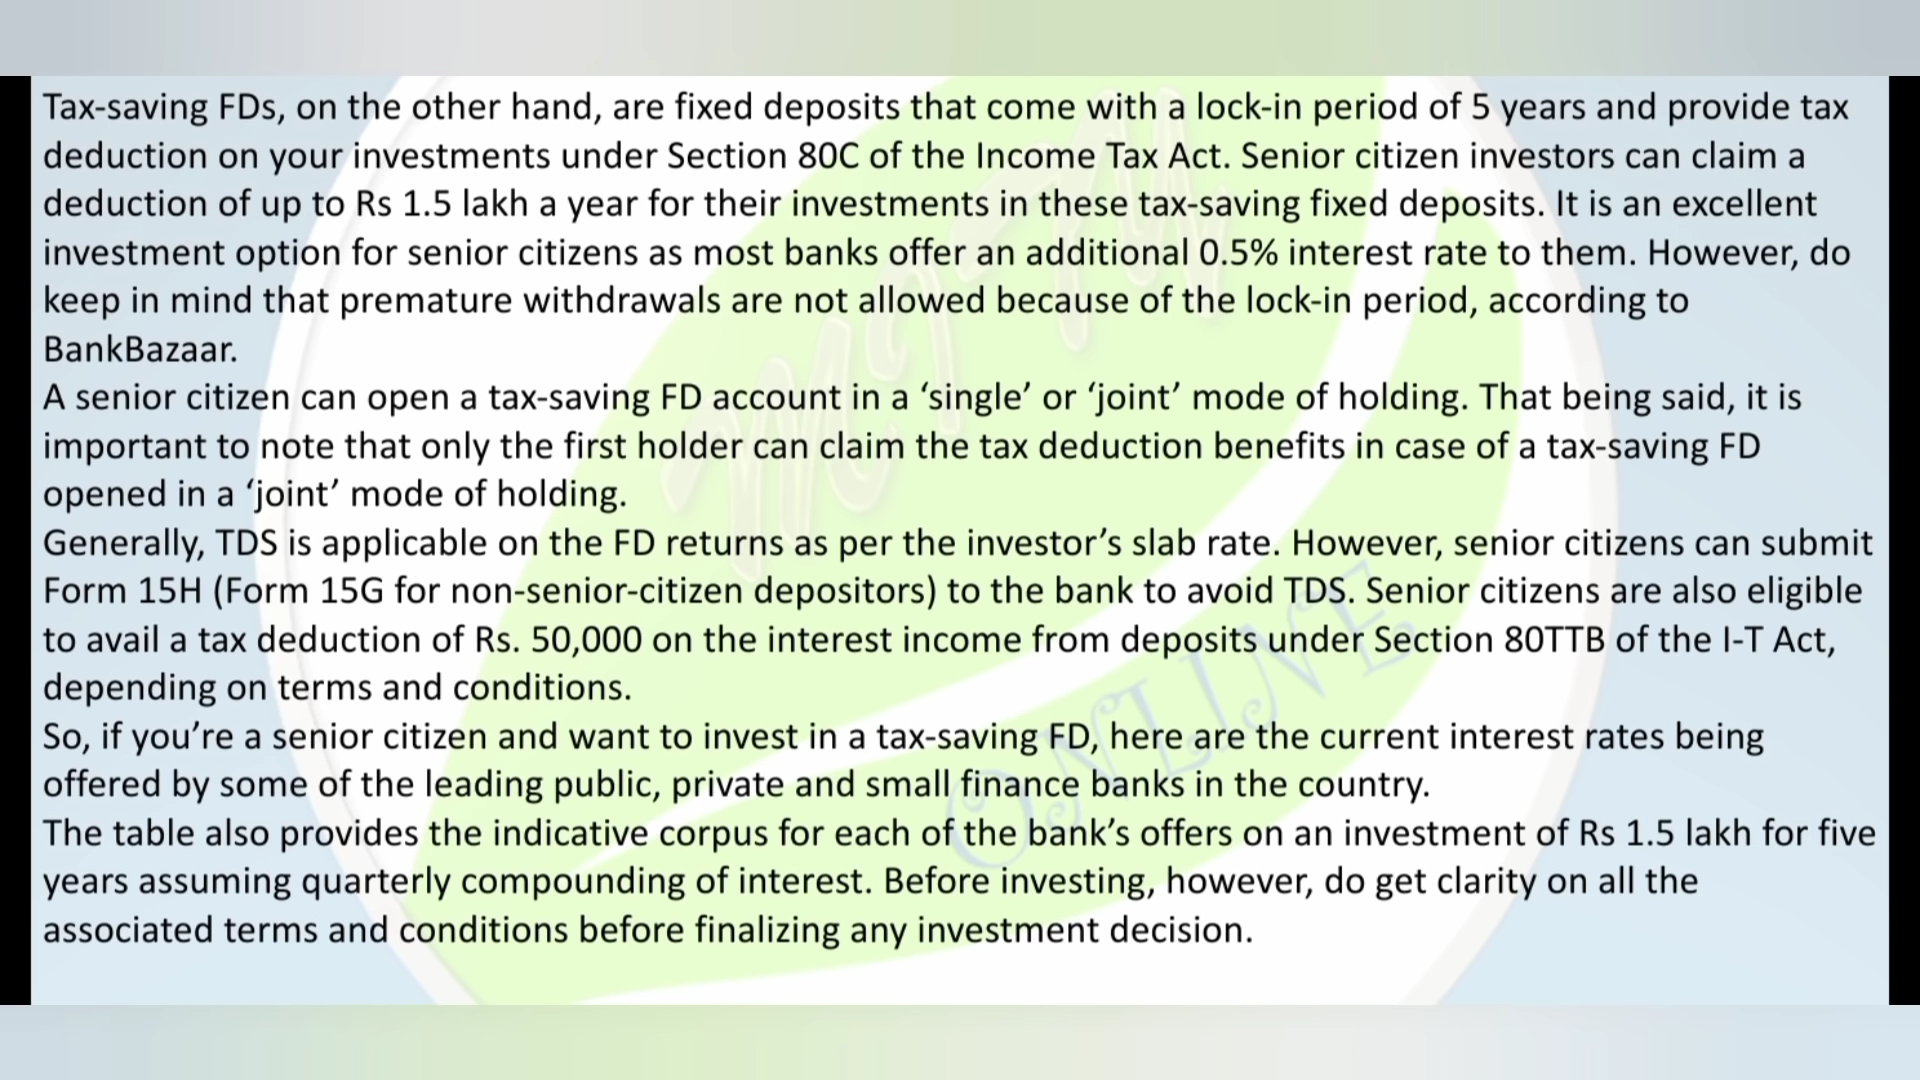 Tax-saving FDs, on the other hand, are fixed deposits that come with a lock-in period of 5 years and provide tax
deduction on your investments under Section 80C of the Income Tax Act. Senior citizen investors can claim a
deduction of up to Rs 1.5 lakh a year for their investments in these tax-saving fixed deposits. It is an excellent
investment option for senior citizens as most banks offer an additional 0.5% interest rate to them. However, do
keep in mind that premature withdrawals are not allowed because of the lock-in period, according to
BankBazaar.
A senior citizen can open a tax-saving FD account in a ‘single’ or ‘joint’ mode of holding. That being said, it is
important to note that only the first holder can claim the tax deduction benefits in case of a tax-saving FD
opened in a ‘joint’ mode of holding.
Generally, TDS is applicable on the FD returns as per the investor’s slab rate. However, senior citizens can submit
Form 15H (Form 15G for non-senior-citizen depositors) to the bank to avoid TDS. Senior citizens are also eligible
to avail a tax deduction of Rs. 50,000 on the interest income from deposits under Section 80TTB of the I-T Act,
depending on terms and conditions.
So, if you’re a senior citizen and want to invest in a tax-saving FD, here are the current interest rates being
offered by some of the leading public, private and small finance banks in the country.
The table also provides the indicative corpus for each of the bank’s offers on an investment of Rs 1.5 lakh for five
years assuming quarterly compounding of interest. Before investing, however, do get clarity on all the
associated terms and conditions before finalizing any investment decision.
ONLINE